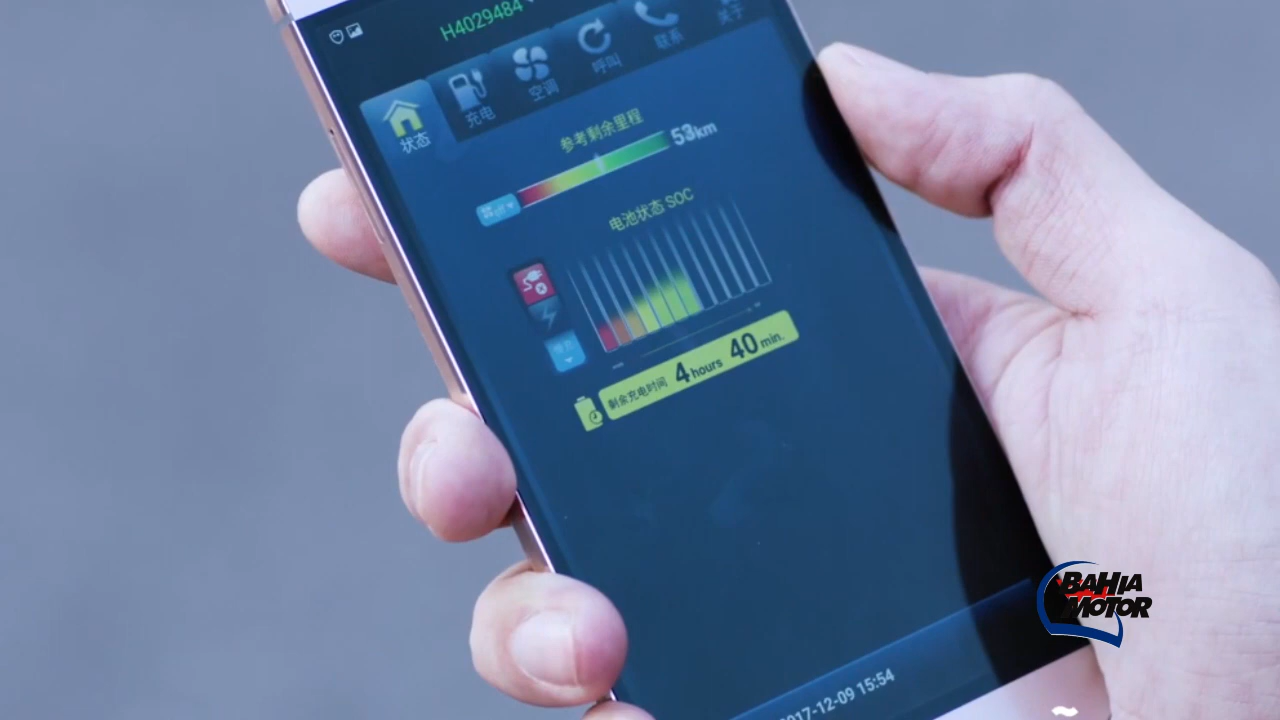 H4029484
状态
充电
空调
呼叫
联系
关于
参考剩余里程
53km
电池状态 SOC
剩余充电时间 4 hours 40 min.
2017-12-09 15:54
BAHIA
MOTOR